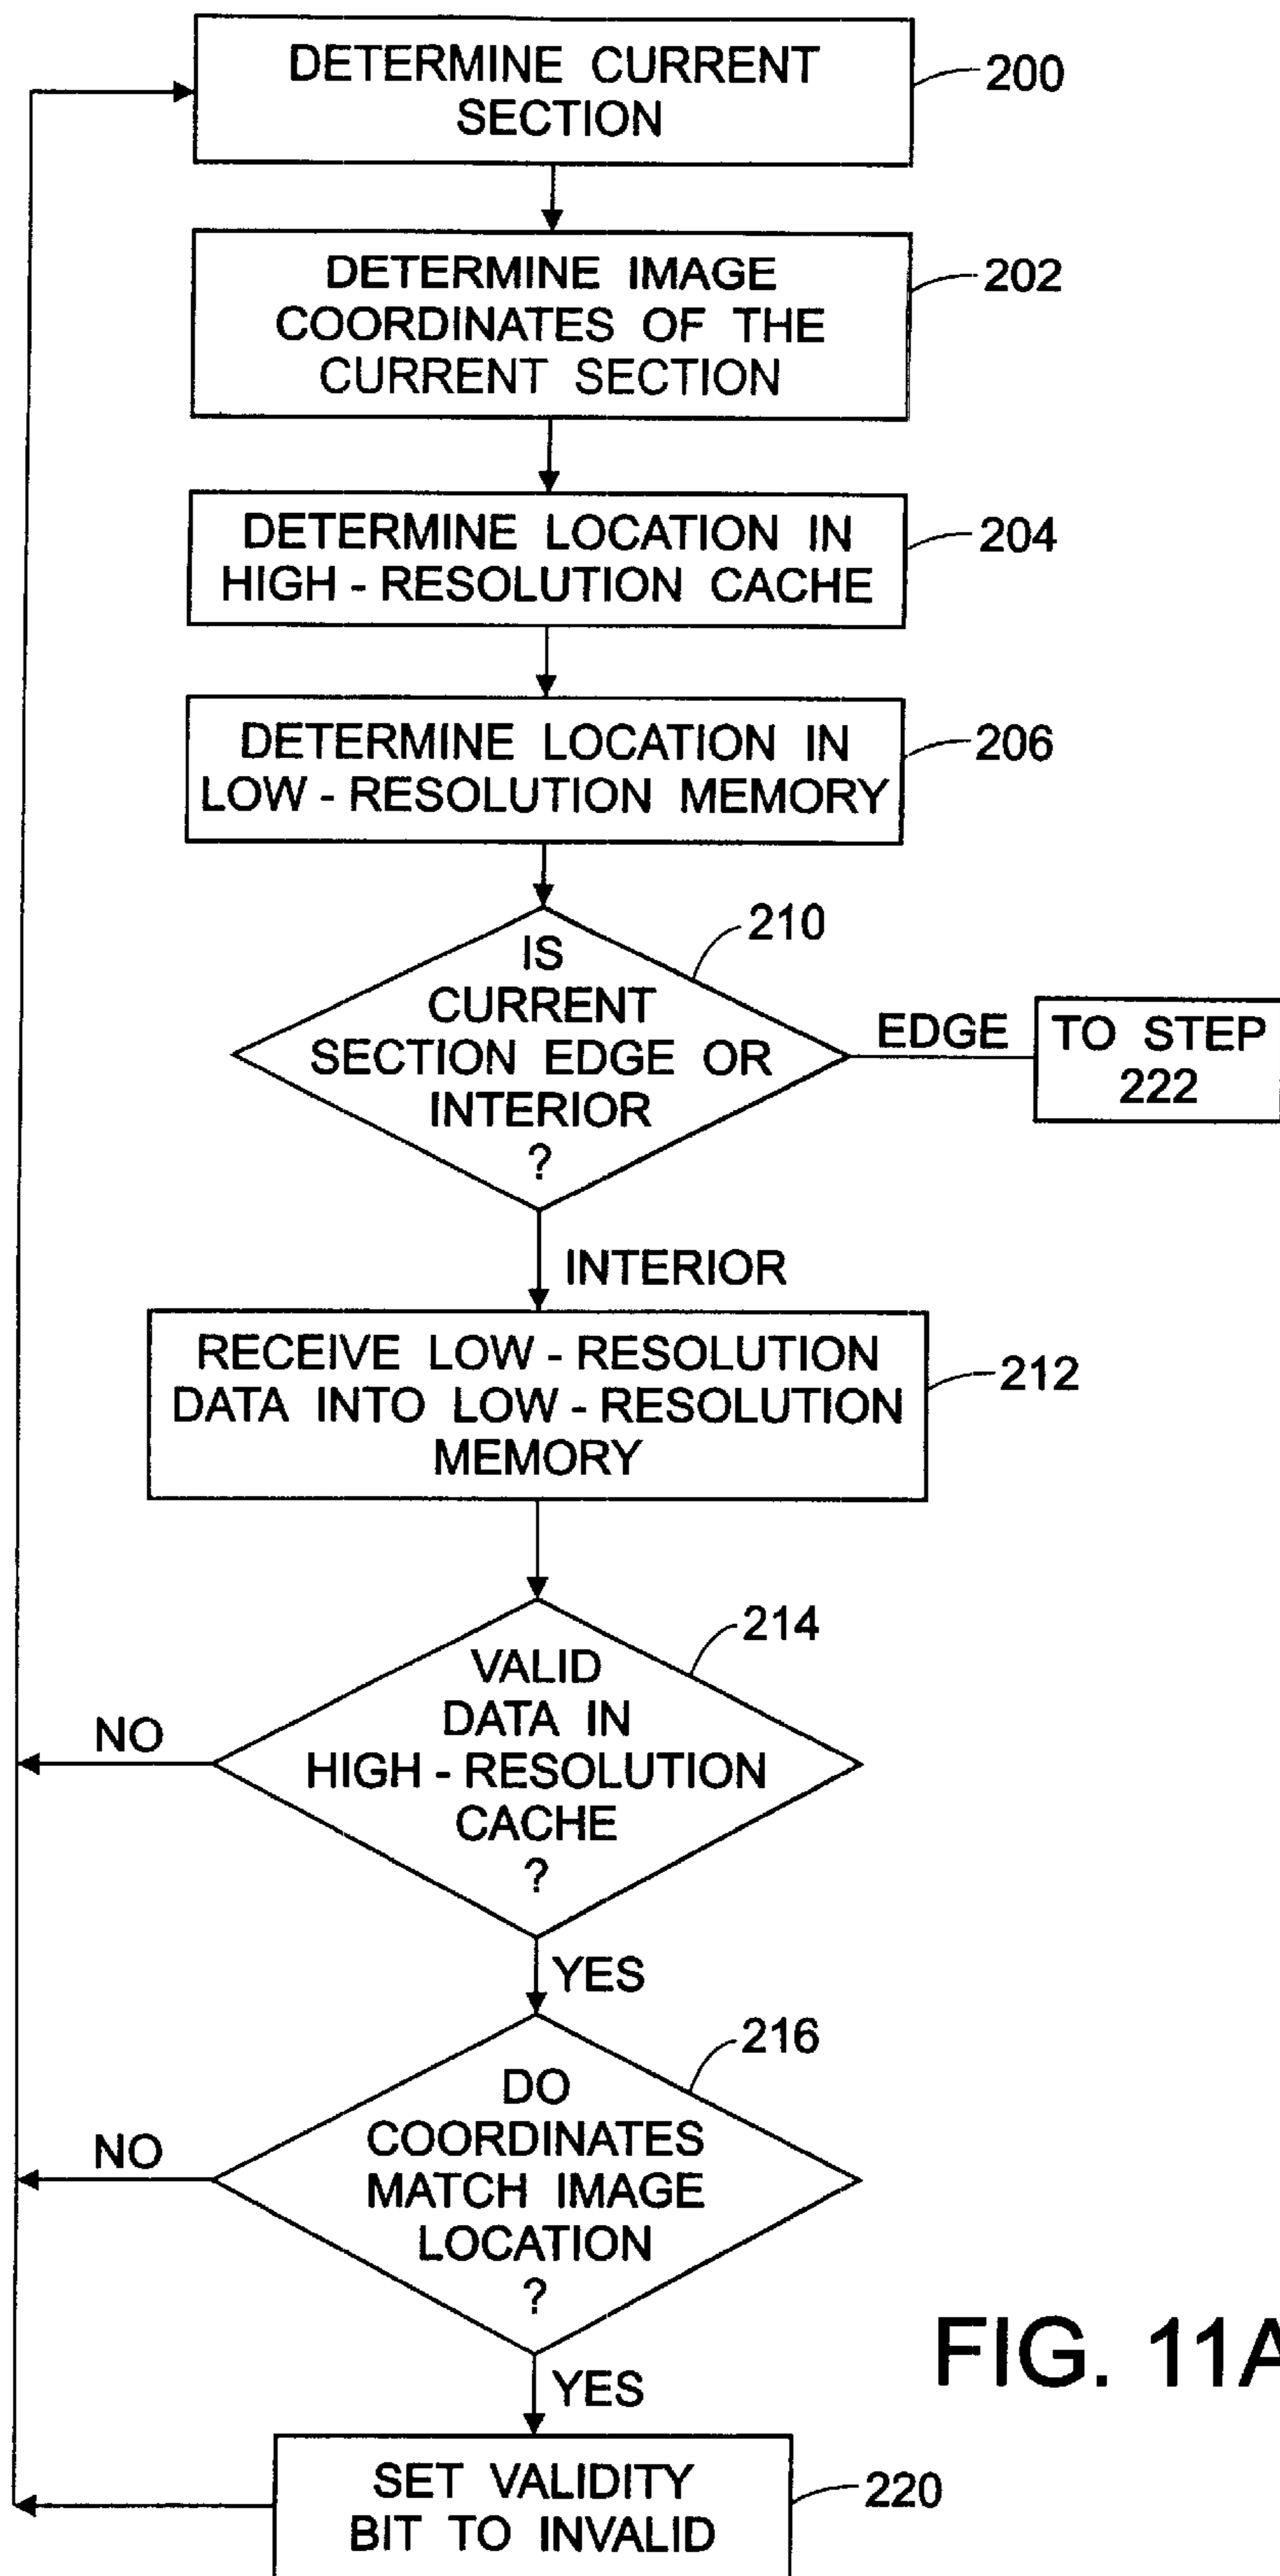 DETERMINE CURRENT
SECTION
200
DETERMINE IMAGE
COORDINATES OF THE
CURRENT SECTION
202
DETERMINE LOCATION IN
HIGH - RESOLUTION CACHE
204
DETERMINE LOCATION IN
LOW - RESOLUTION MEMORY
206
IS
CURRENT
SECTION EDGE OR
INTERIOR
?
210
EDGE
TO STEP
222
INTERIOR
RECEIVE LOW - RESOLUTION
DATA INTO LOW - RESOLUTION
MEMORY
212
VALID
DATA IN
HIGH - RESOLUTION
CACHE
?
214
NO
YES
DO
COORDINATES
MATCH IMAGE
LOCATION
?
216
NO
YES
SET VALIDITY
BIT TO INVALID
220
FIG. 11A